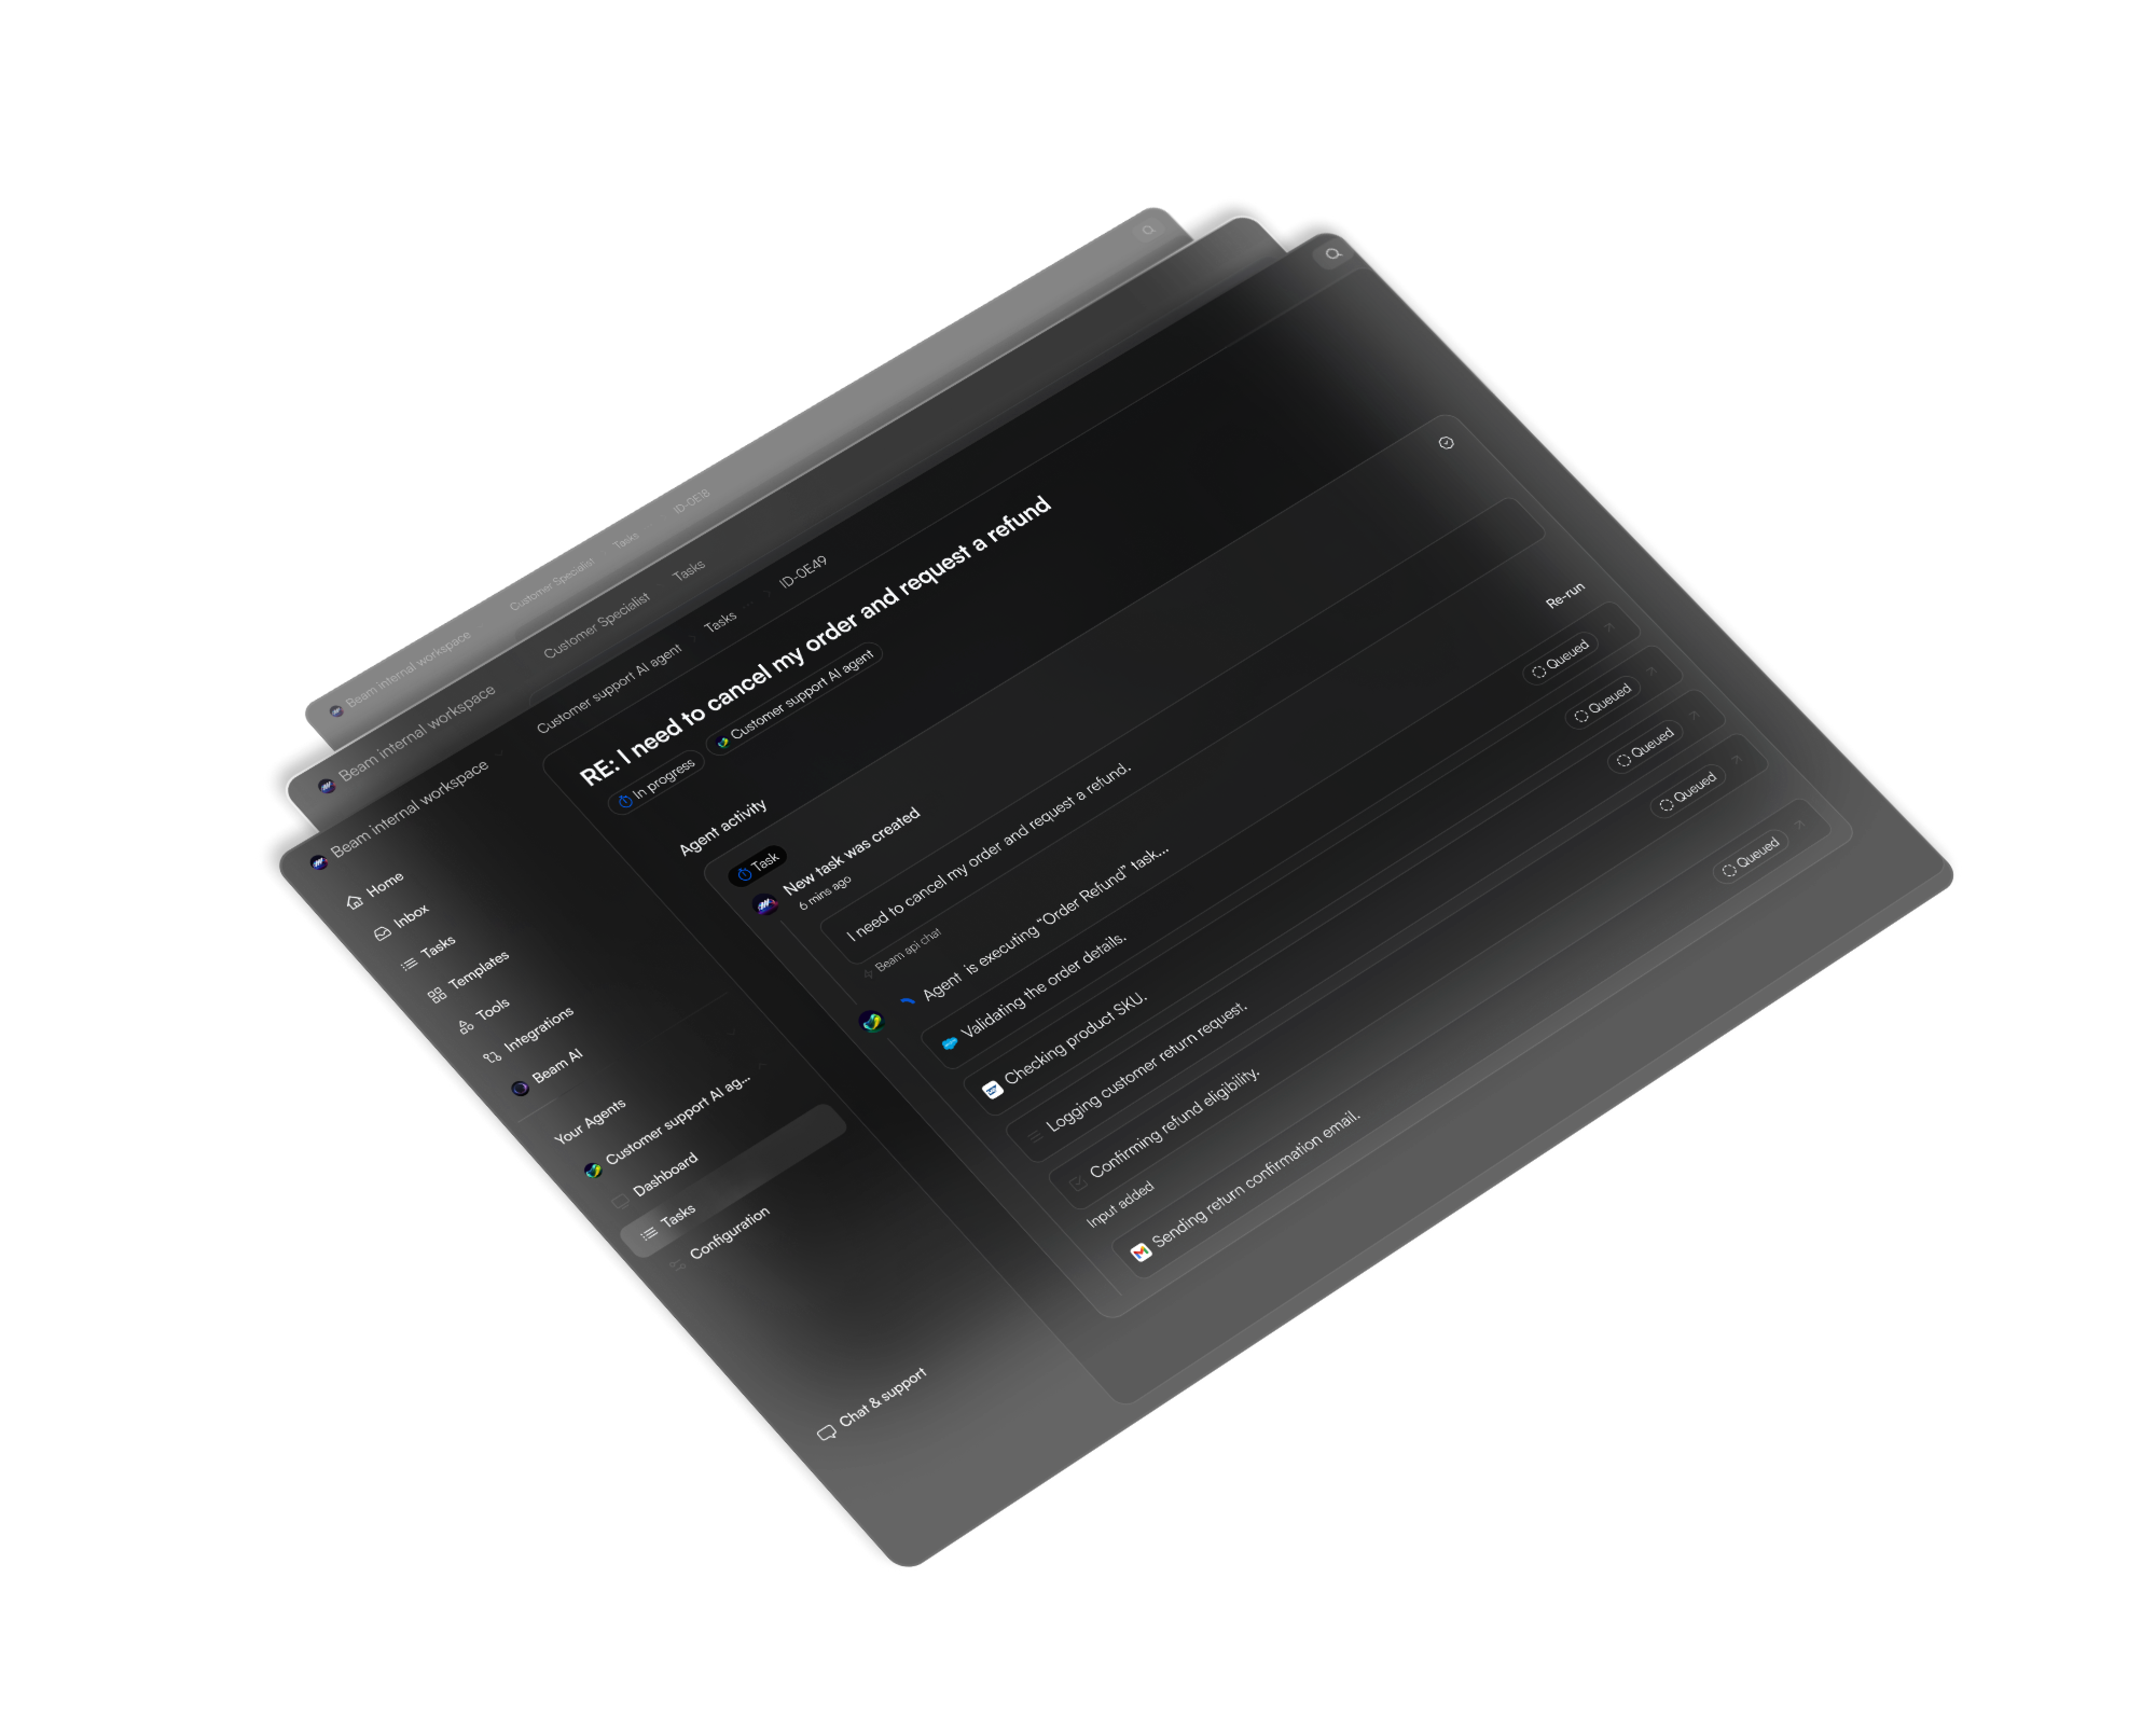 Beam internal workspace
Customer Specialist
Tasks
ID-0E18
Beam internal workspace
Customer Specialist
Tasks
Beam internal workspace
Customer support AI agent
Tasks
ID-0E49
Home
Inbox
Tasks
Templates
Tools
Integrations
Beam AI
Your Agents
Customer support AI ag...
Dashboard
Tasks
Configuration
Chat & support
RE: I need to cancel my order and request a refund
In progress
Customer support AI agent
Agent activity
Task
New task was created
6 mins ago
I need to cancel my order and request a refund.
Beam api chat
Agent is executing “Order Refund” task...
Re-run
Validating the order details.
Queued
Checking product SKU.
Queued
Logging customer return request.
Queued
Confirming refund eligibility.
Queued
Input added
Sending return confirmation email.
Queued